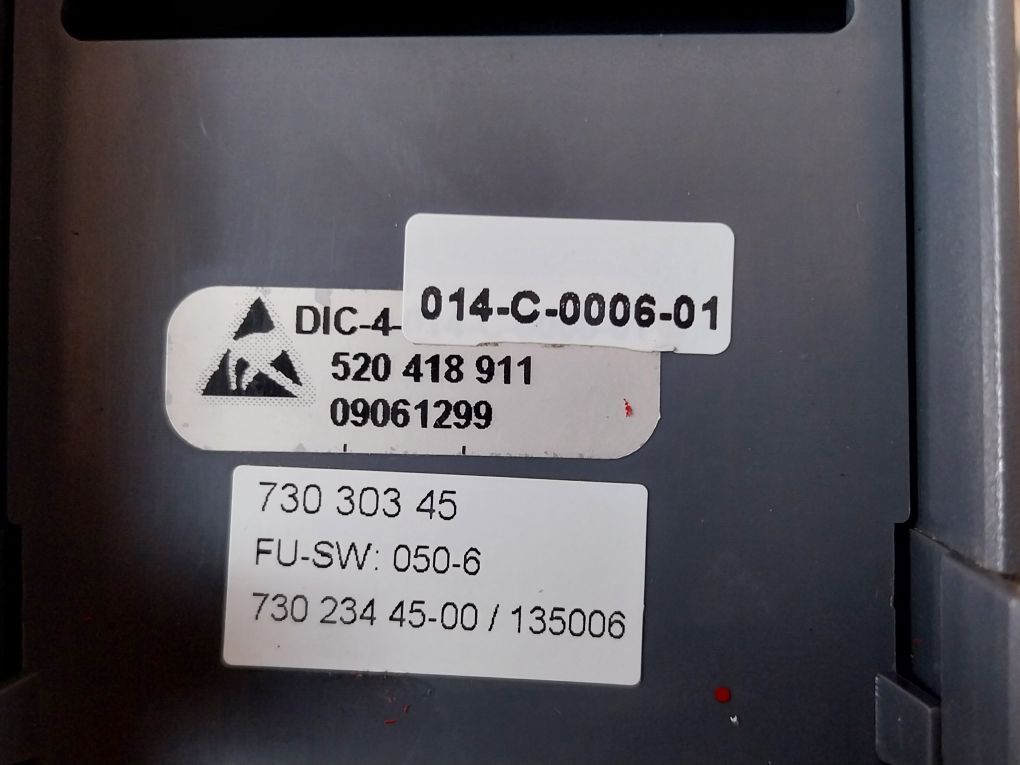 014-C-0006-01
DIC-4-
520 418 911
09061299
730 303 45
FU-SW: 050-6
730 234 45-00 / 135006